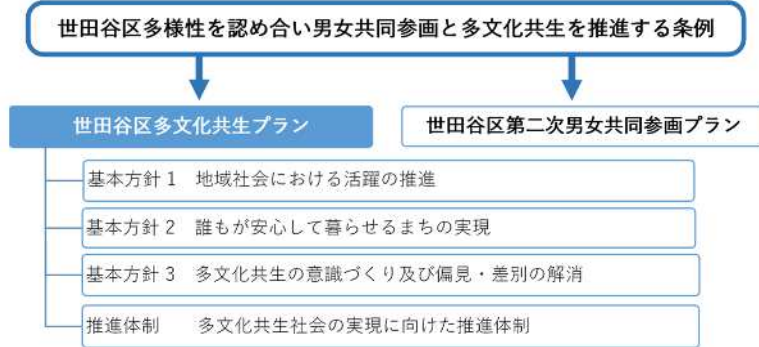 世田谷区多様性を認め合い男女共同参画と多文化共生を推進する条例
世田谷区多文化共生プラン
世田谷区第二次男女共同参画プラン
基本方針1　地域社会における活躍の推進
基本方針2　誰もが安心して暮らせるまちの実現
基本方針3　多文化共生の意識づくり及び偏見・差別の解消
推進体制　　多文化共生社会の実現に向けた推進体制